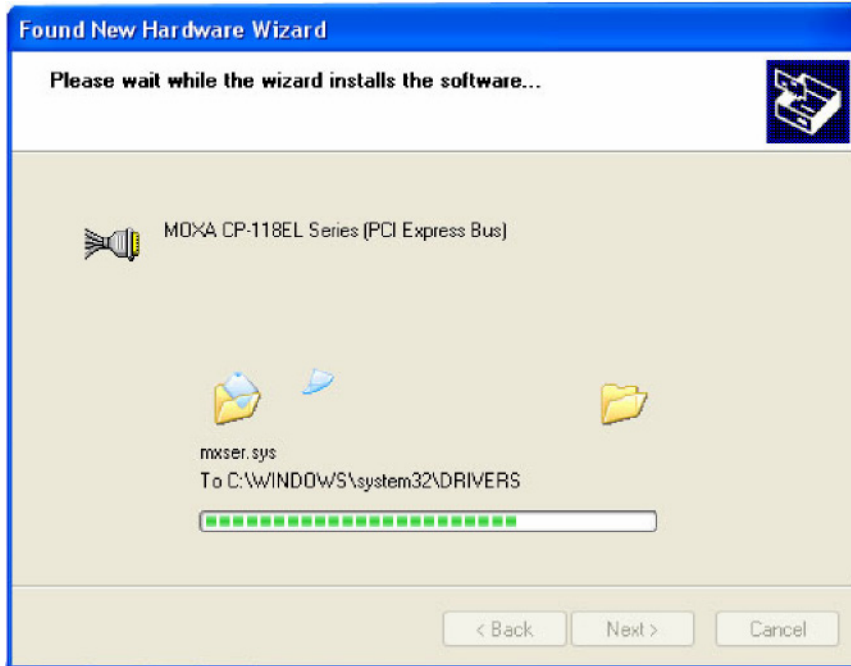 Found New Hardware Wizard
Please wait while the wizard installs the software...
MOXA CP-118EL Series (PCI Express Bus)
mxser.sys
To C:\WINDOWS\system32\DRIVERS
< Back
Next >
Cancel